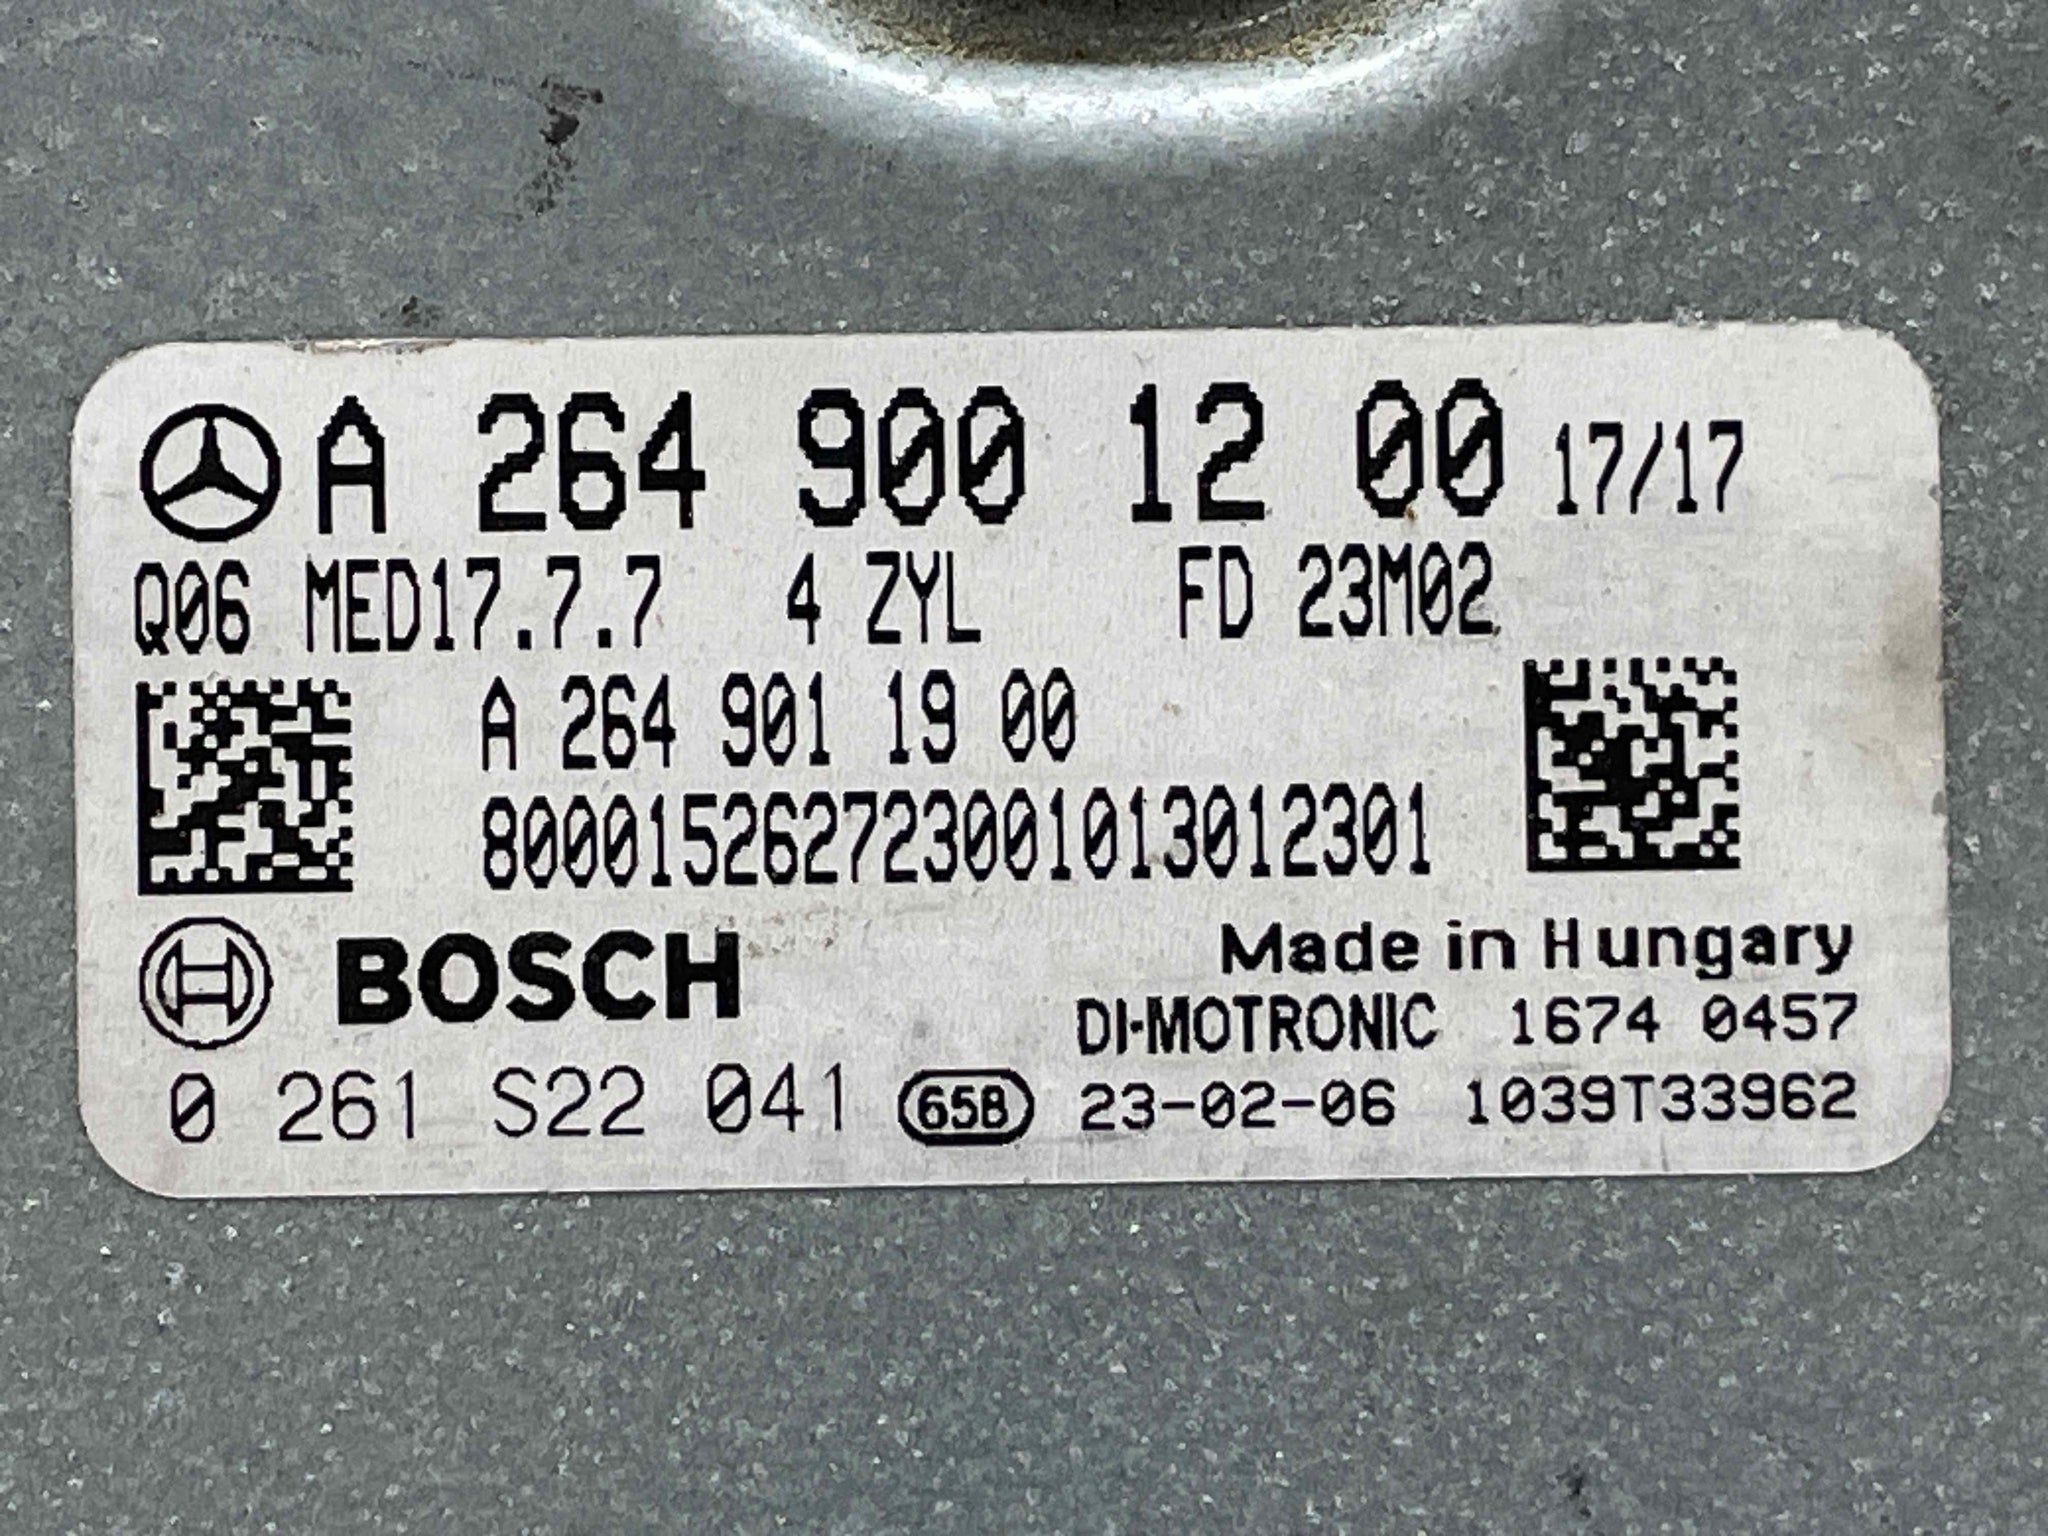 A 264 900 12 00 17/17
Q06 MED17.7.7 4 ZYL FD 23M02
A 264 901 19 00
800015262723001013012301
BOSCH Made in Hungary
DI-MOTRONIC 1674 0457
0 261 S22 041 65B 23-02-06 1039T33962